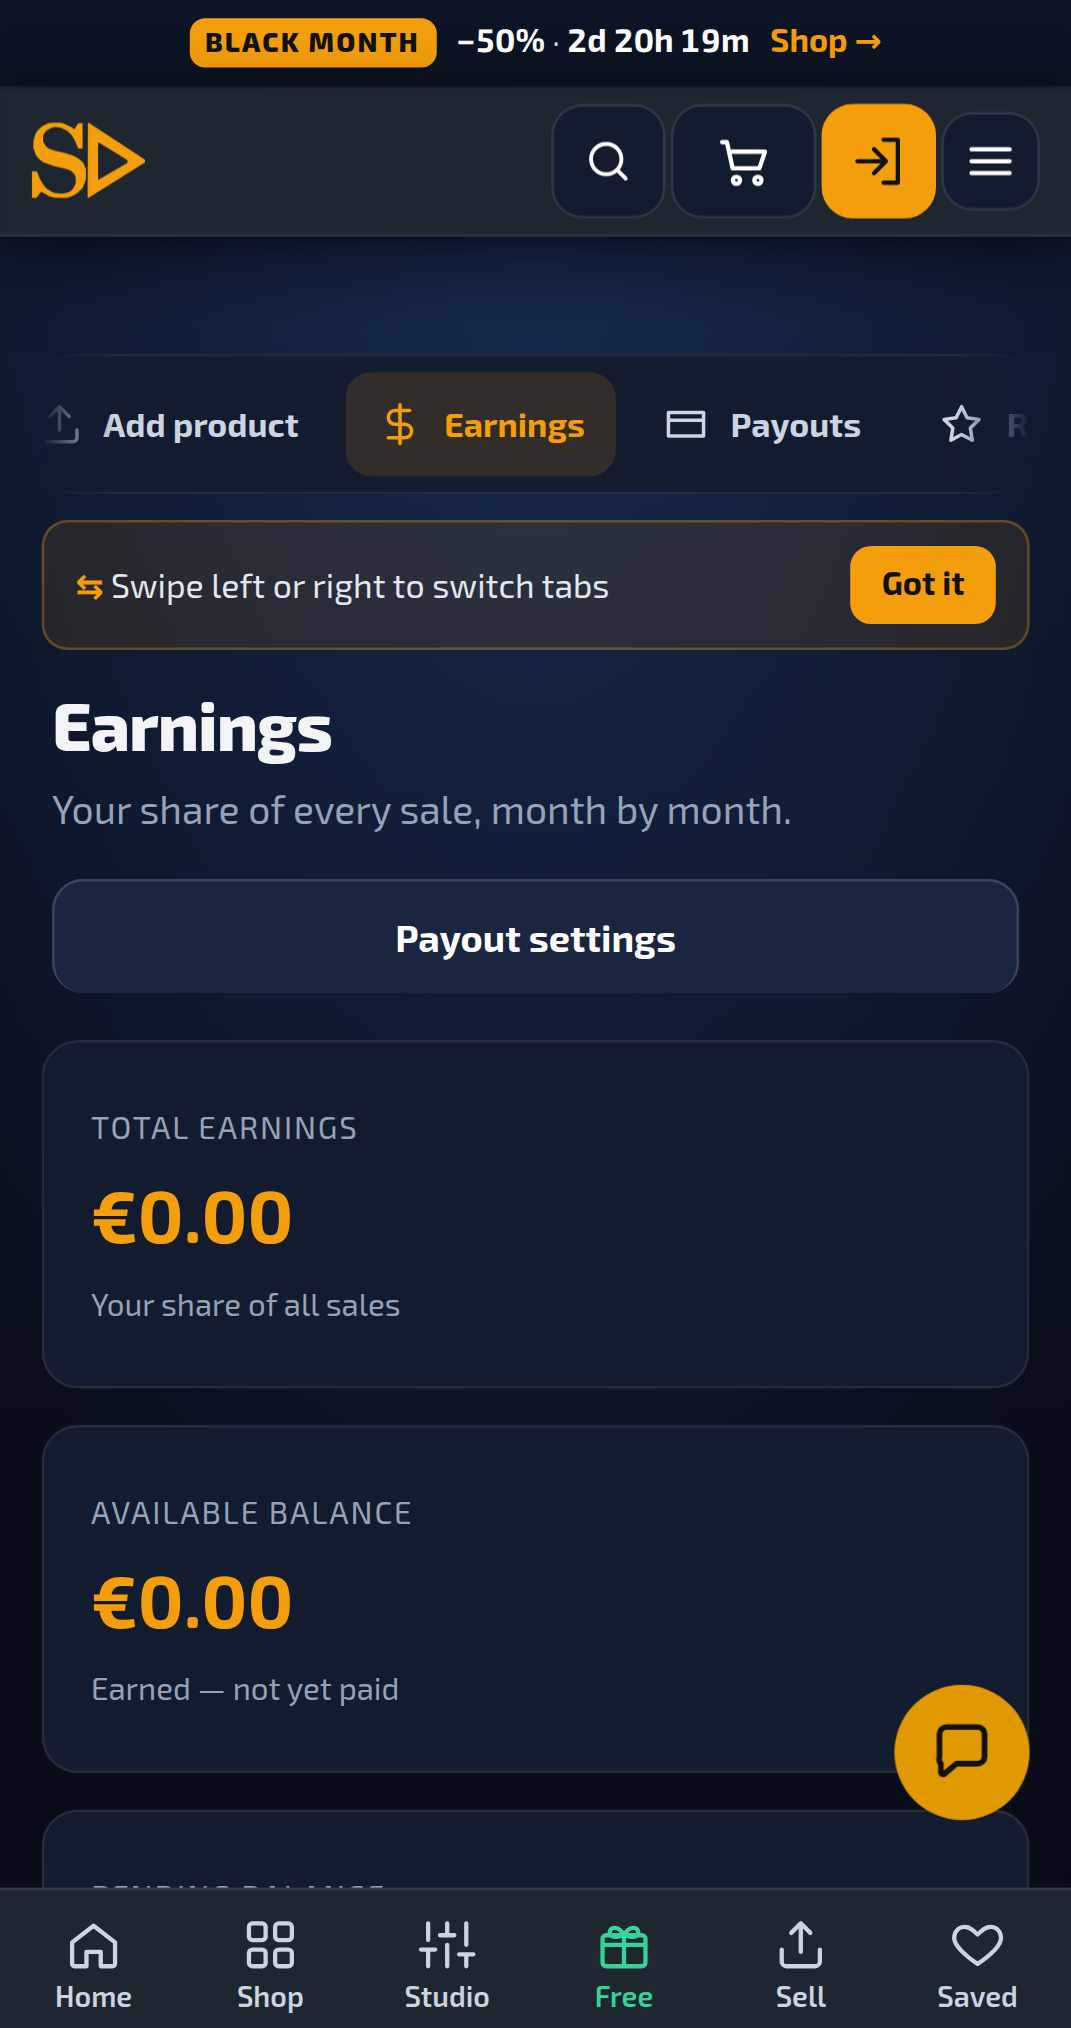 BLACK MONTH −50% · 2d 20h 19m Shop →
S
Add product Earnings Payouts R
⇆ Swipe left or right to switch tabs Got it
Earnings
Your share of every sale, month by month.
Payout settings
TOTAL EARNINGS
€0.00
Your share of all sales
AVAILABLE BALANCE
€0.00
Earned — not yet paid
PENDING BALANCE
Home Shop Studio Free Sell Saved